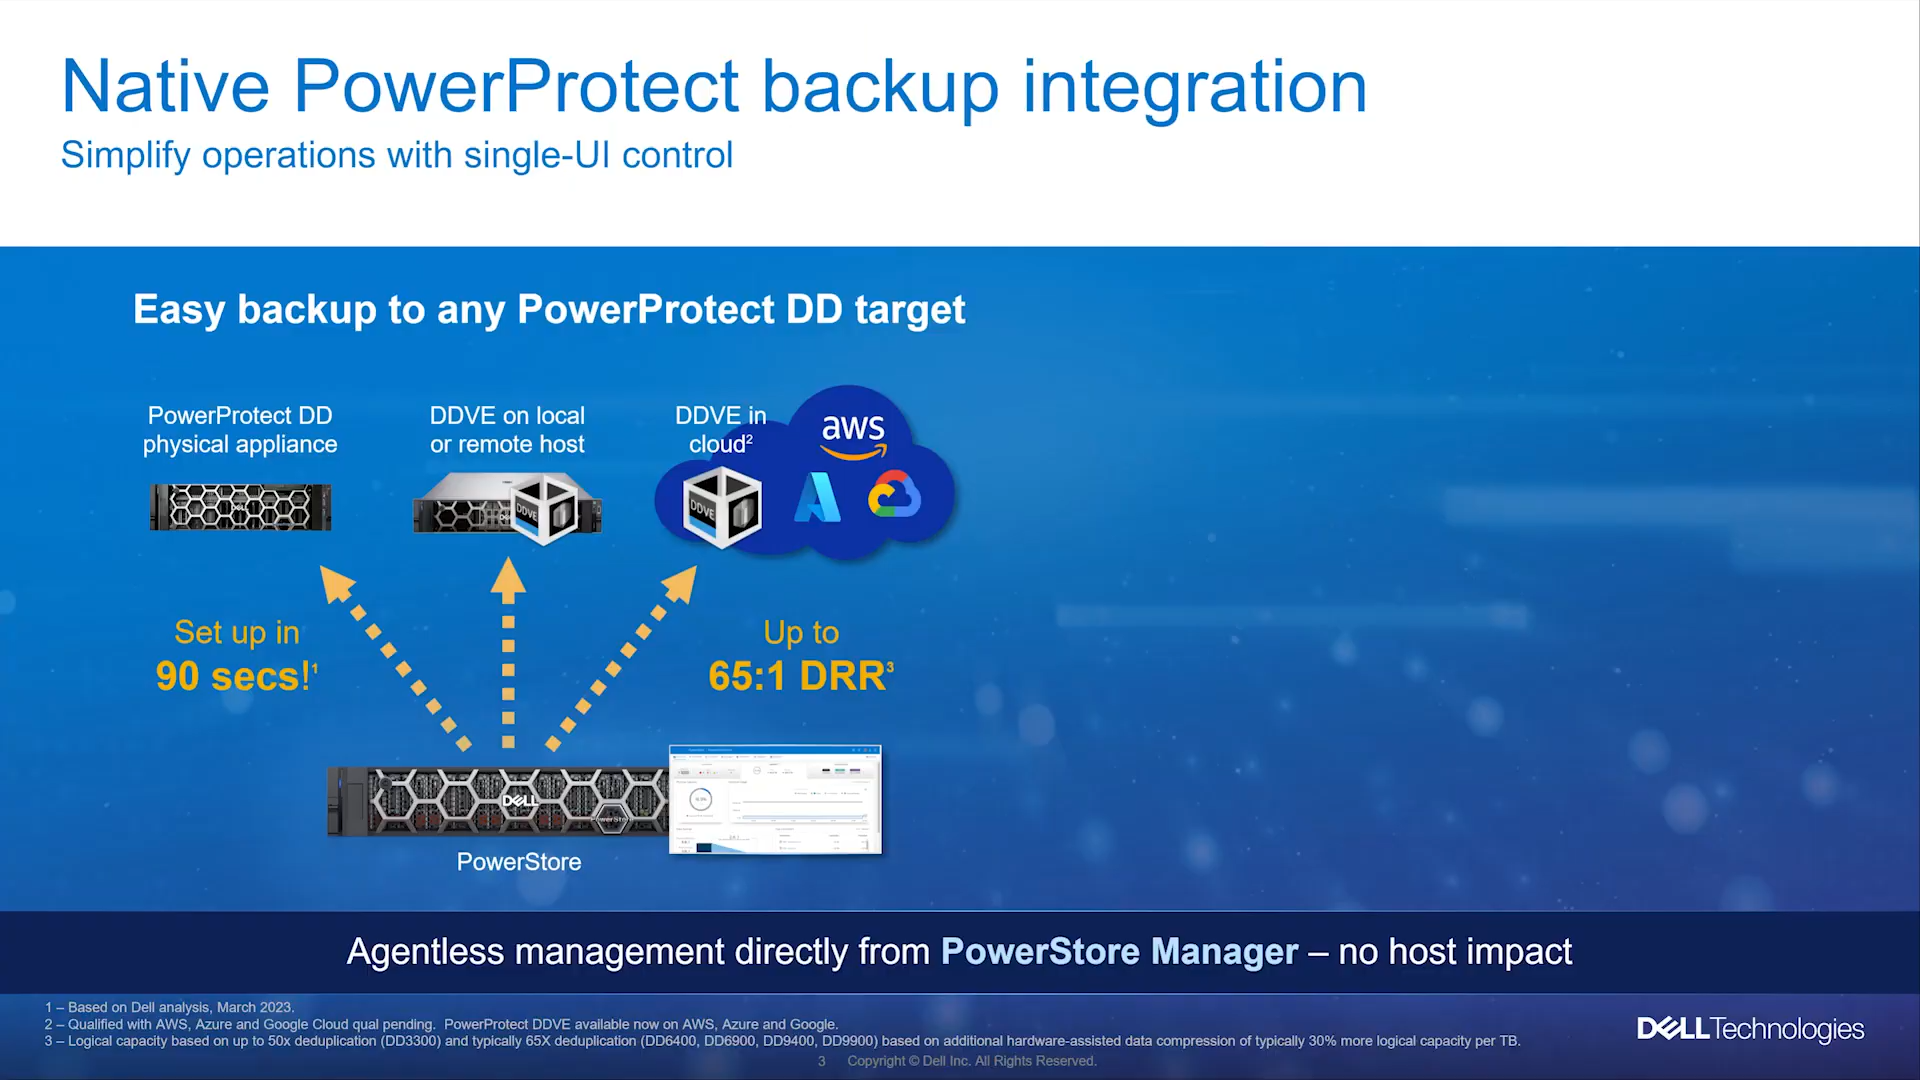 Native PowerProtect backup integration
Simplify operations with single-UI control
Easy backup to any PowerProtect DD target
PowerProtect DD
physical appliance
DDVE on local
or remote host
DDVE in
cloud²
aws
DDVE
DDVE
Set up in
90 secs!¹
Up to
65:1 DRR³
DELL
PowerStore
Agentless management directly from PowerStore Manager – no host impact
1 – Based on Dell analysis, March 2023.
2 – Qualified with AWS, Azure and Google Cloud qual pending. PowerProtect DDVE available now on AWS, Azure and Google.
3 – Logical capacity based on up to 50x deduplication (DD3300) and typically 65X deduplication (DD6400, DD6900, DD9400, DD9900) based on additional hardware-assisted data compression of typically 30% more logical capacity per TB.
3 Copyright © Dell Inc. All Rights Reserved.
DELLTechnologies